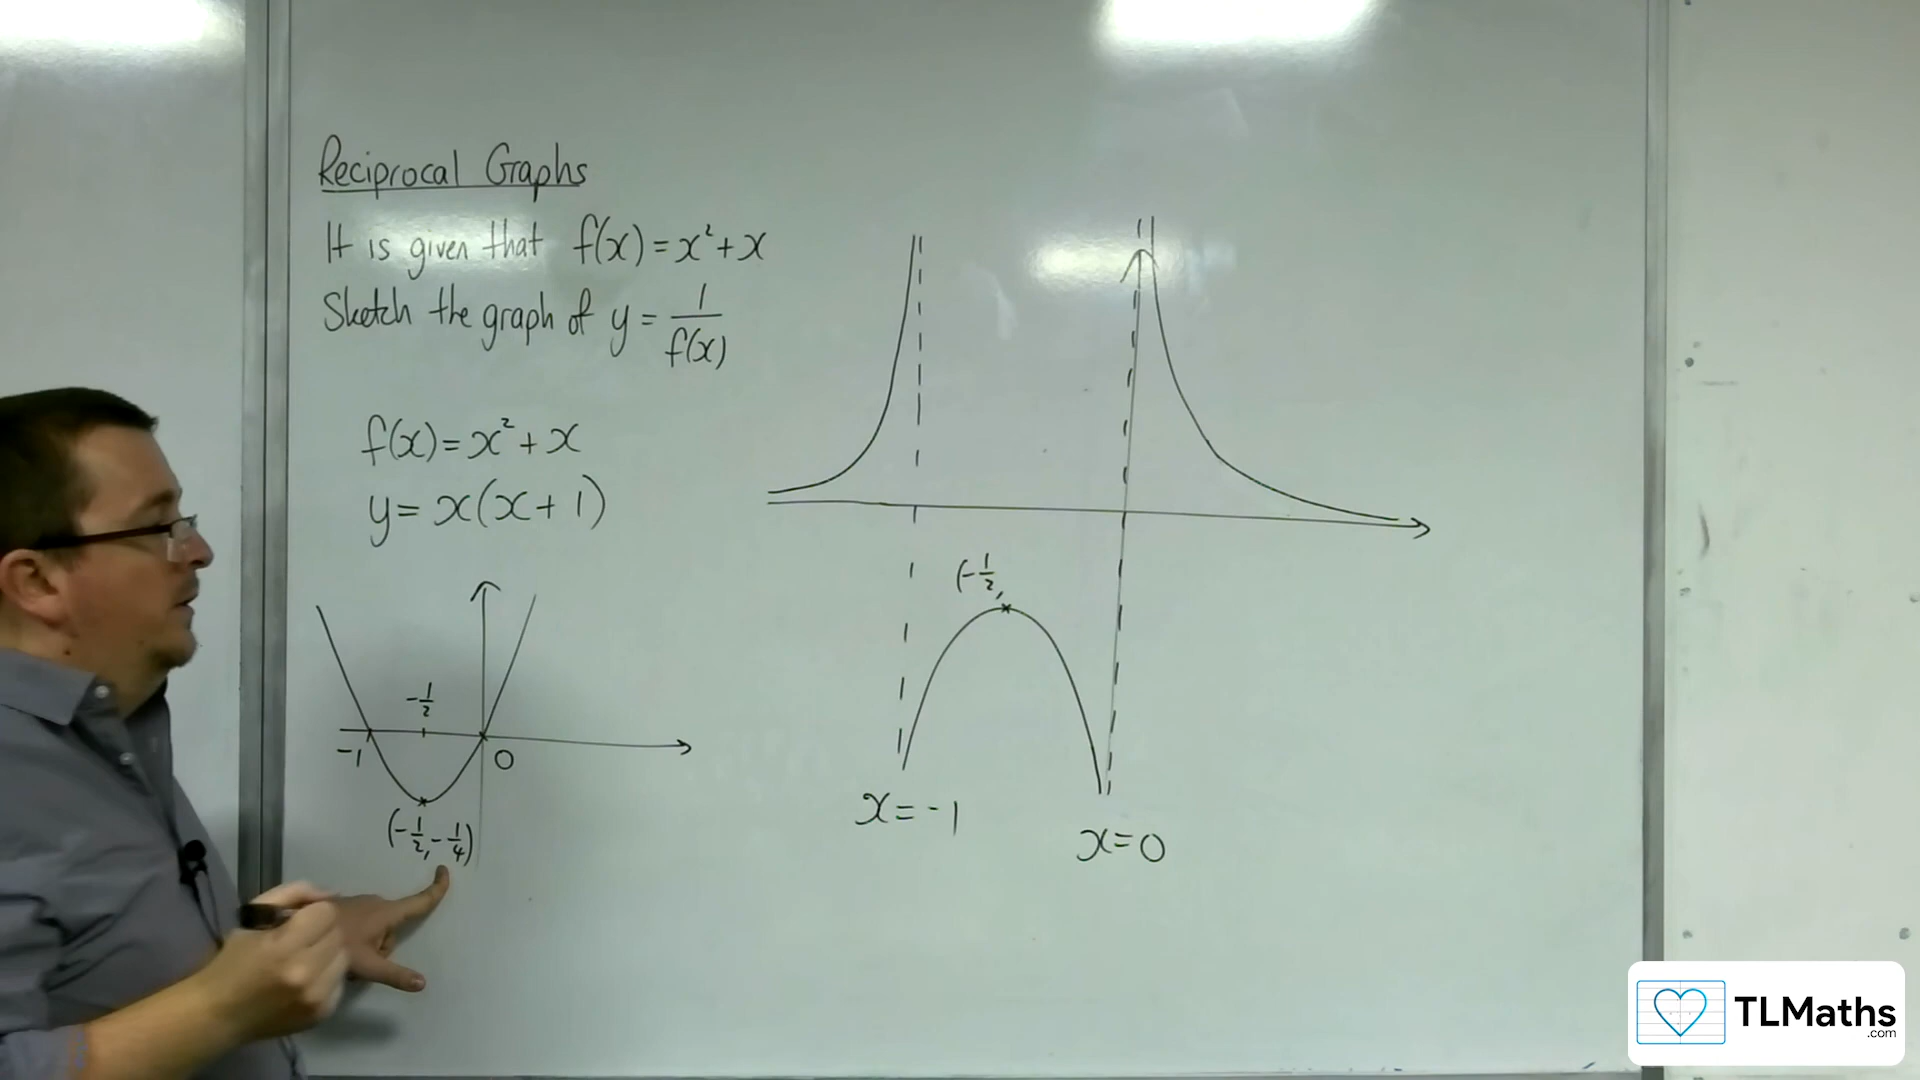 Reciprocal Graphs
It is given that f(x) = x² + x
Sketch the graph of y = 1/f(x)
f(x) = x² + x
y = x(x + 1)
-1/2
-1
0
(-1/2, -1/4)
(-1/2,
x = -1
x = 0
TLMaths
.com